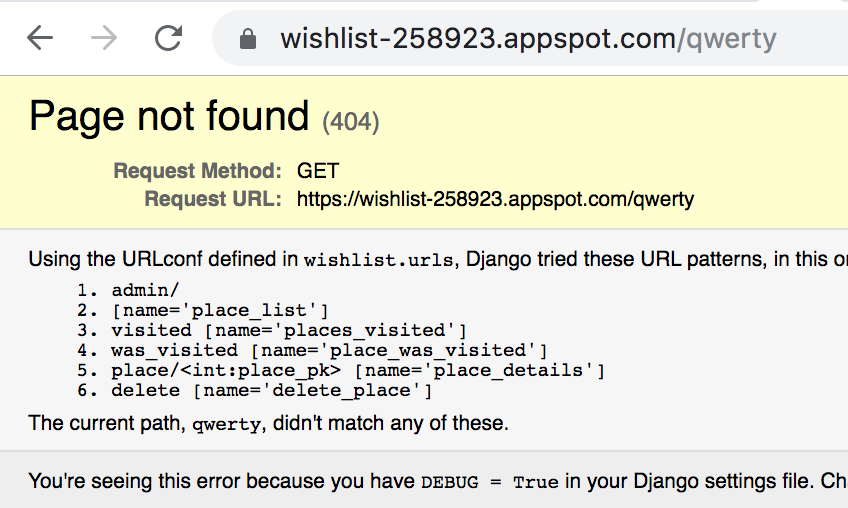 wishlist-258923.appspot.com/qwerty
Page not found (404)
Request Method: GET
Request URL: https://wishlist-258923.appspot.com/qwerty
Using the URLconf defined in wishlist.urls, Django tried these URL patterns, in this
1. admin/
2. [name='place_list']
3. visited [name='places_visited']
4. was_visited [name='place_was_visited']
5. place/<int:place_pk> [name='place_details']
6. delete [name='delete_place']
The current path, qwerty, didn't match any of these.
You're seeing this error because you have DEBUG = True in your Django settings file.